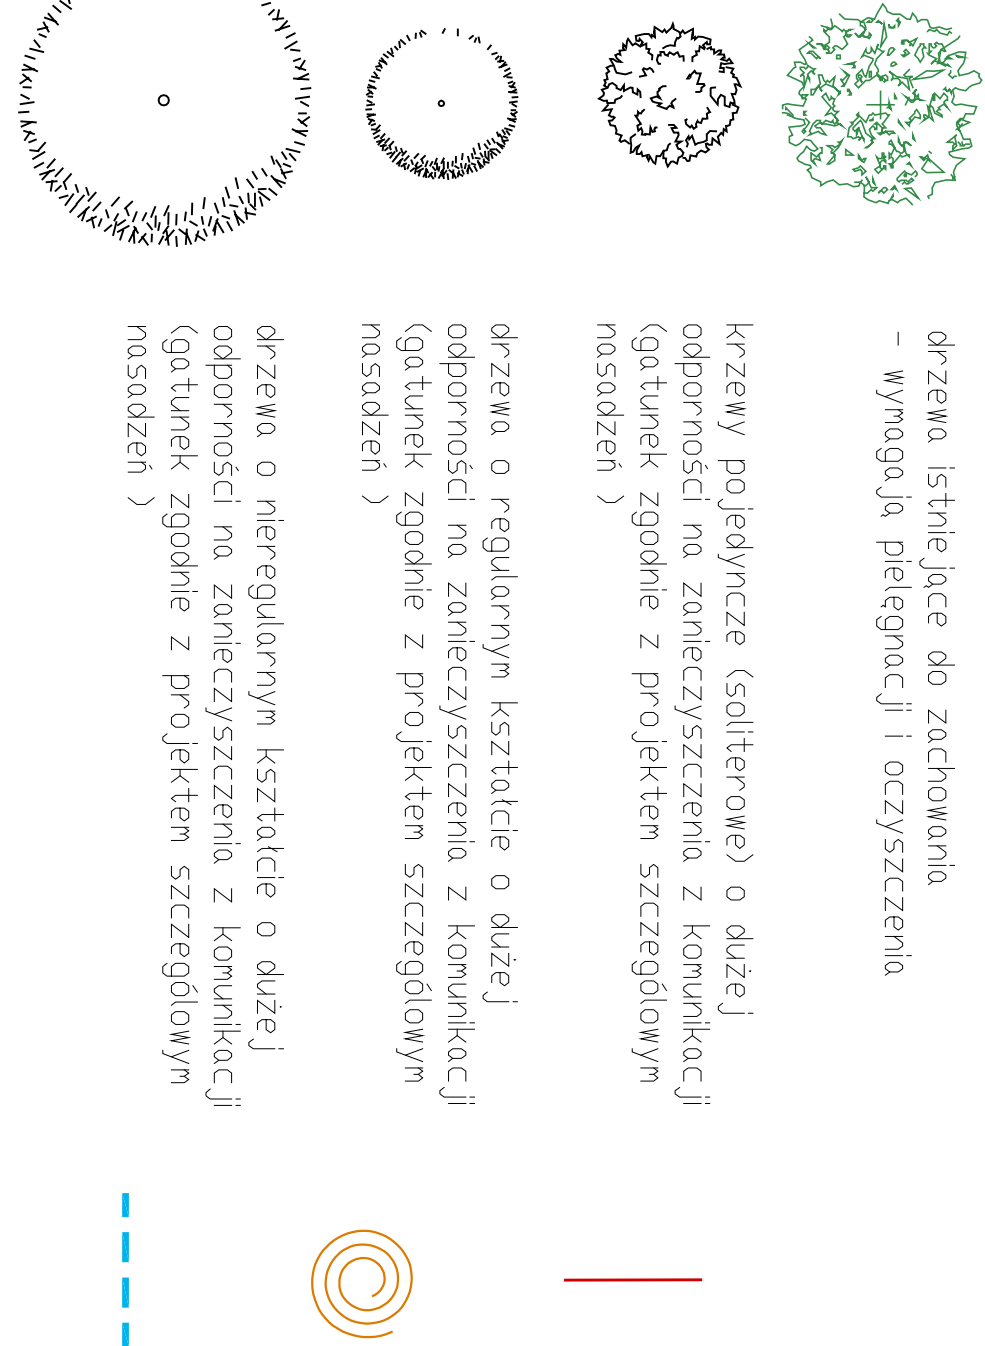 drzewa istniejące do zachowania
- wymagają pielęgnacji i oczyszczenia
krzewy pojedyncze (soliterowe) o dużej
odporności na zanieczyszczenia z komunikacji
(gatunek zgodnie z projektem szczegółowym
nasadzeń )
drzewa o regularnym kształcie o dużej
odporności na zanieczyszczenia z komunikacji
(gatunek zgodnie z projektem szczegółowym
nasadzeń )
drzewa o nieregularnym kształcie o dużej
odporności na zanieczyszczenia z komunikacji
(gatunek zgodnie z projektem szczegółowym
nasadzeń )